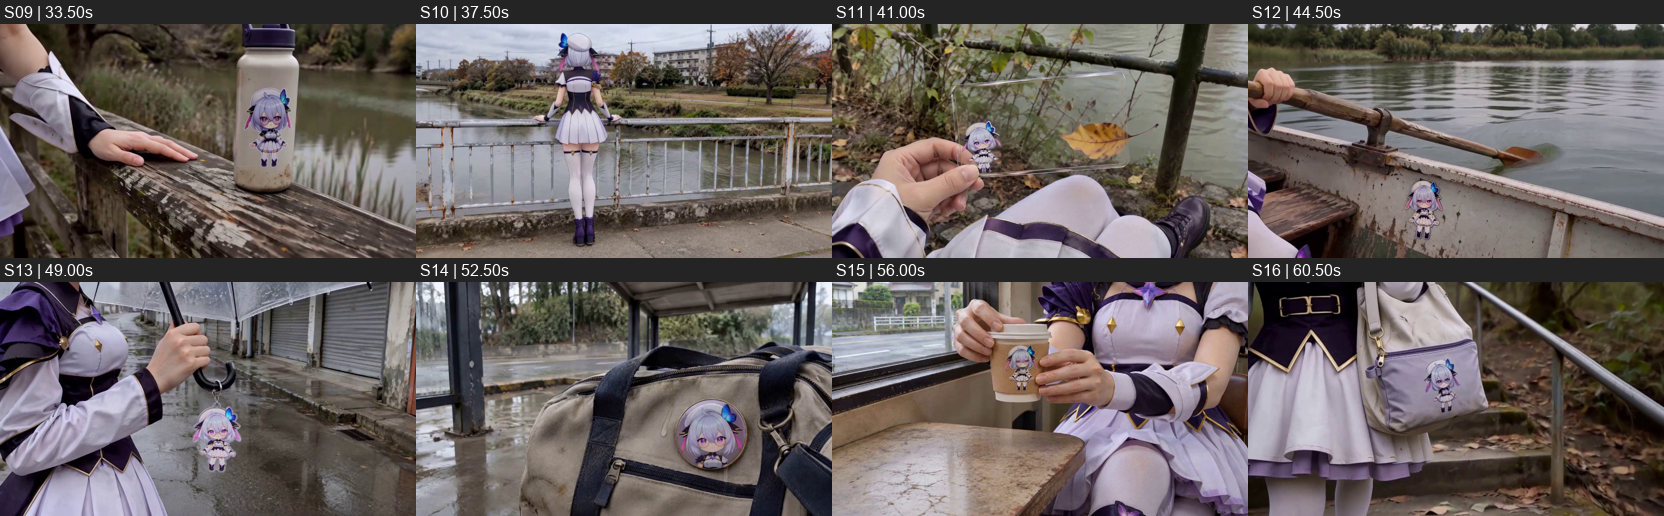 S09 | 33.50s
S10 | 37.50s
S11 | 41.00s
S12 | 44.50s
S13 | 49.00s
S14 | 52.50s
S15 | 56.00s
S16 | 60.50s